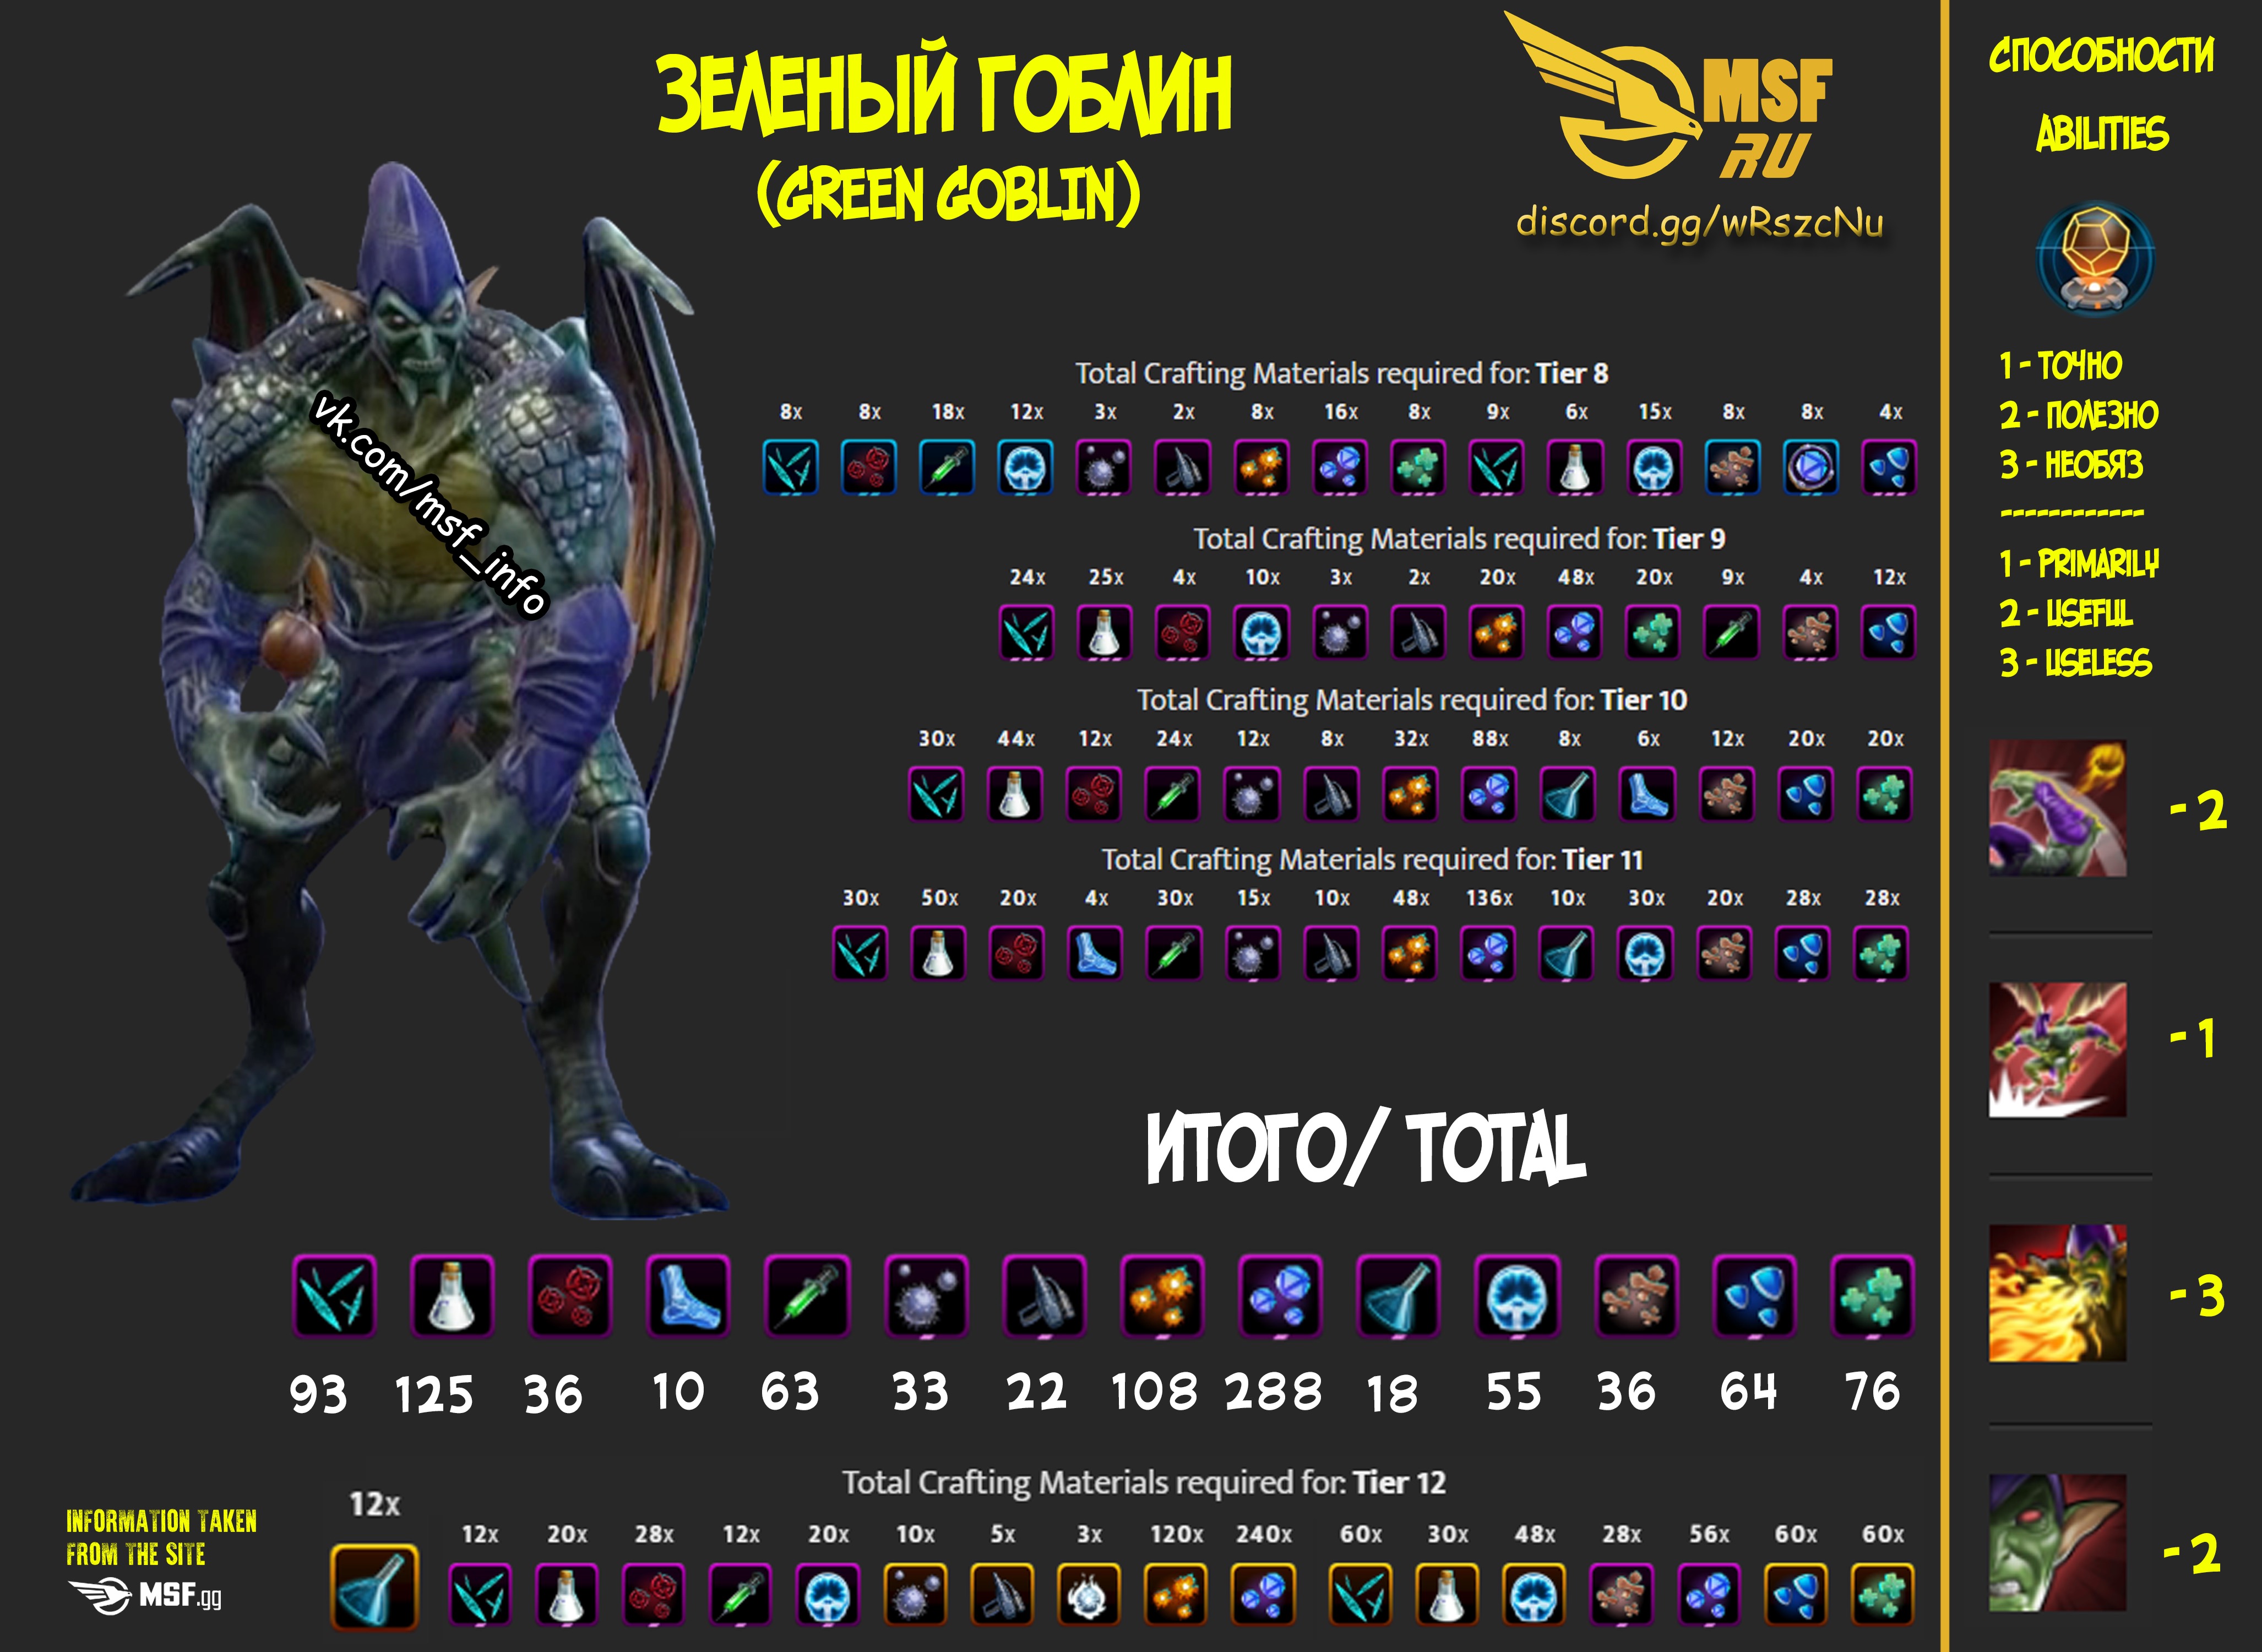 ЗЕЛЕНЫЙ ГОБЛИН
(GREEN GOBLIN)
MSF
RU
discord.gg/wRszcNu
vk.com/msf_info
Total Crafting Materials required for: Tier 8
8x 8x 18x 12x 3x 2x 8x 16x 8x 9x 6x 15x 8x 8x 4x
Total Crafting Materials required for: Tier 9
24x 25x 4x 10x 3x 2x 20x 48x 20x 9x 4x 12x
Total Crafting Materials required for: Tier 10
30x 44x 12x 24x 12x 8x 32x 88x 8x 6x 12x 20x 20x
Total Crafting Materials required for: Tier 11
30x 50x 20x 4x 30x 15x 10x 48x 136x 10x 30x 20x 28x 28x
ИТОГО/ TOTAL
93 125 36 10 63 33 22 108 288 18 55 36 64 76
Total Crafting Materials required for: Tier 12
12x
12x 20x 28x 12x 20x 10x 5x 3x 120x 240x 60x 30x 48x 28x 56x 60x 60x
INFORMATION TAKEN
FROM THE SITE
MSF.gg
СПОСОБНОСТИ
ABILITIES
1 - ТОЧНО
2 - ПОЛЕЗНО
3 - НЕОБЯЗ
------------
1 - PRIMARILY
2 - USEFUL
3 - USELESS
- 2
- 1
- 3
- 2